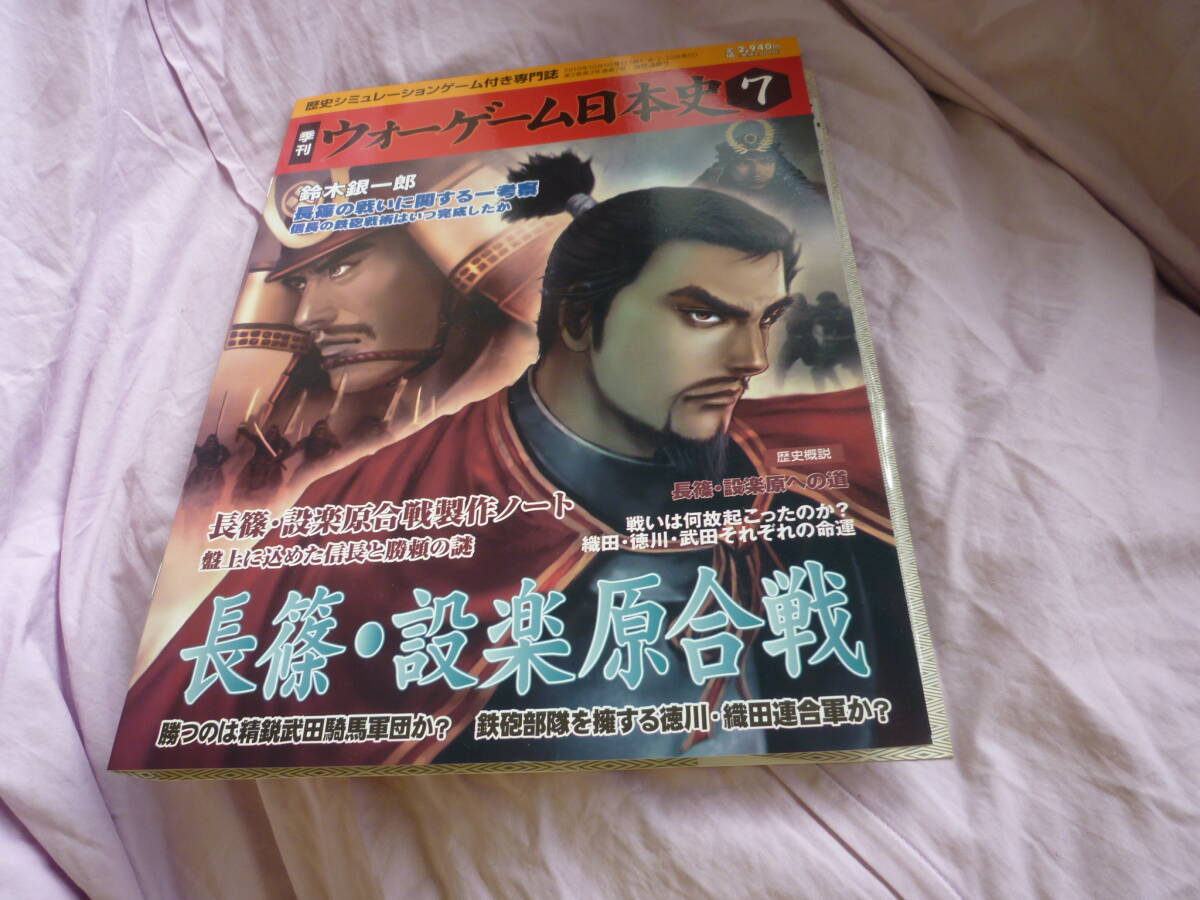 歴史シミュレーションゲーム付き専門誌
2,940円
季刊
ウォーゲーム日本史
7
鈴木銀一郎
長篠の戦いに関する一考察
信長の鉄砲戦術はいつ完成したか
歴史概説
長篠・設楽原への道
戦いは何故起こったのか?
織田・徳川・武田それぞれの命運
長篠・設楽原合戦製作ノート
盤上に込めた信長と勝頼の謎
長篠・設楽原合戦
勝つのは精鋭武田騎馬軍団か? 鉄砲部隊を擁する徳川・織田連合軍か?